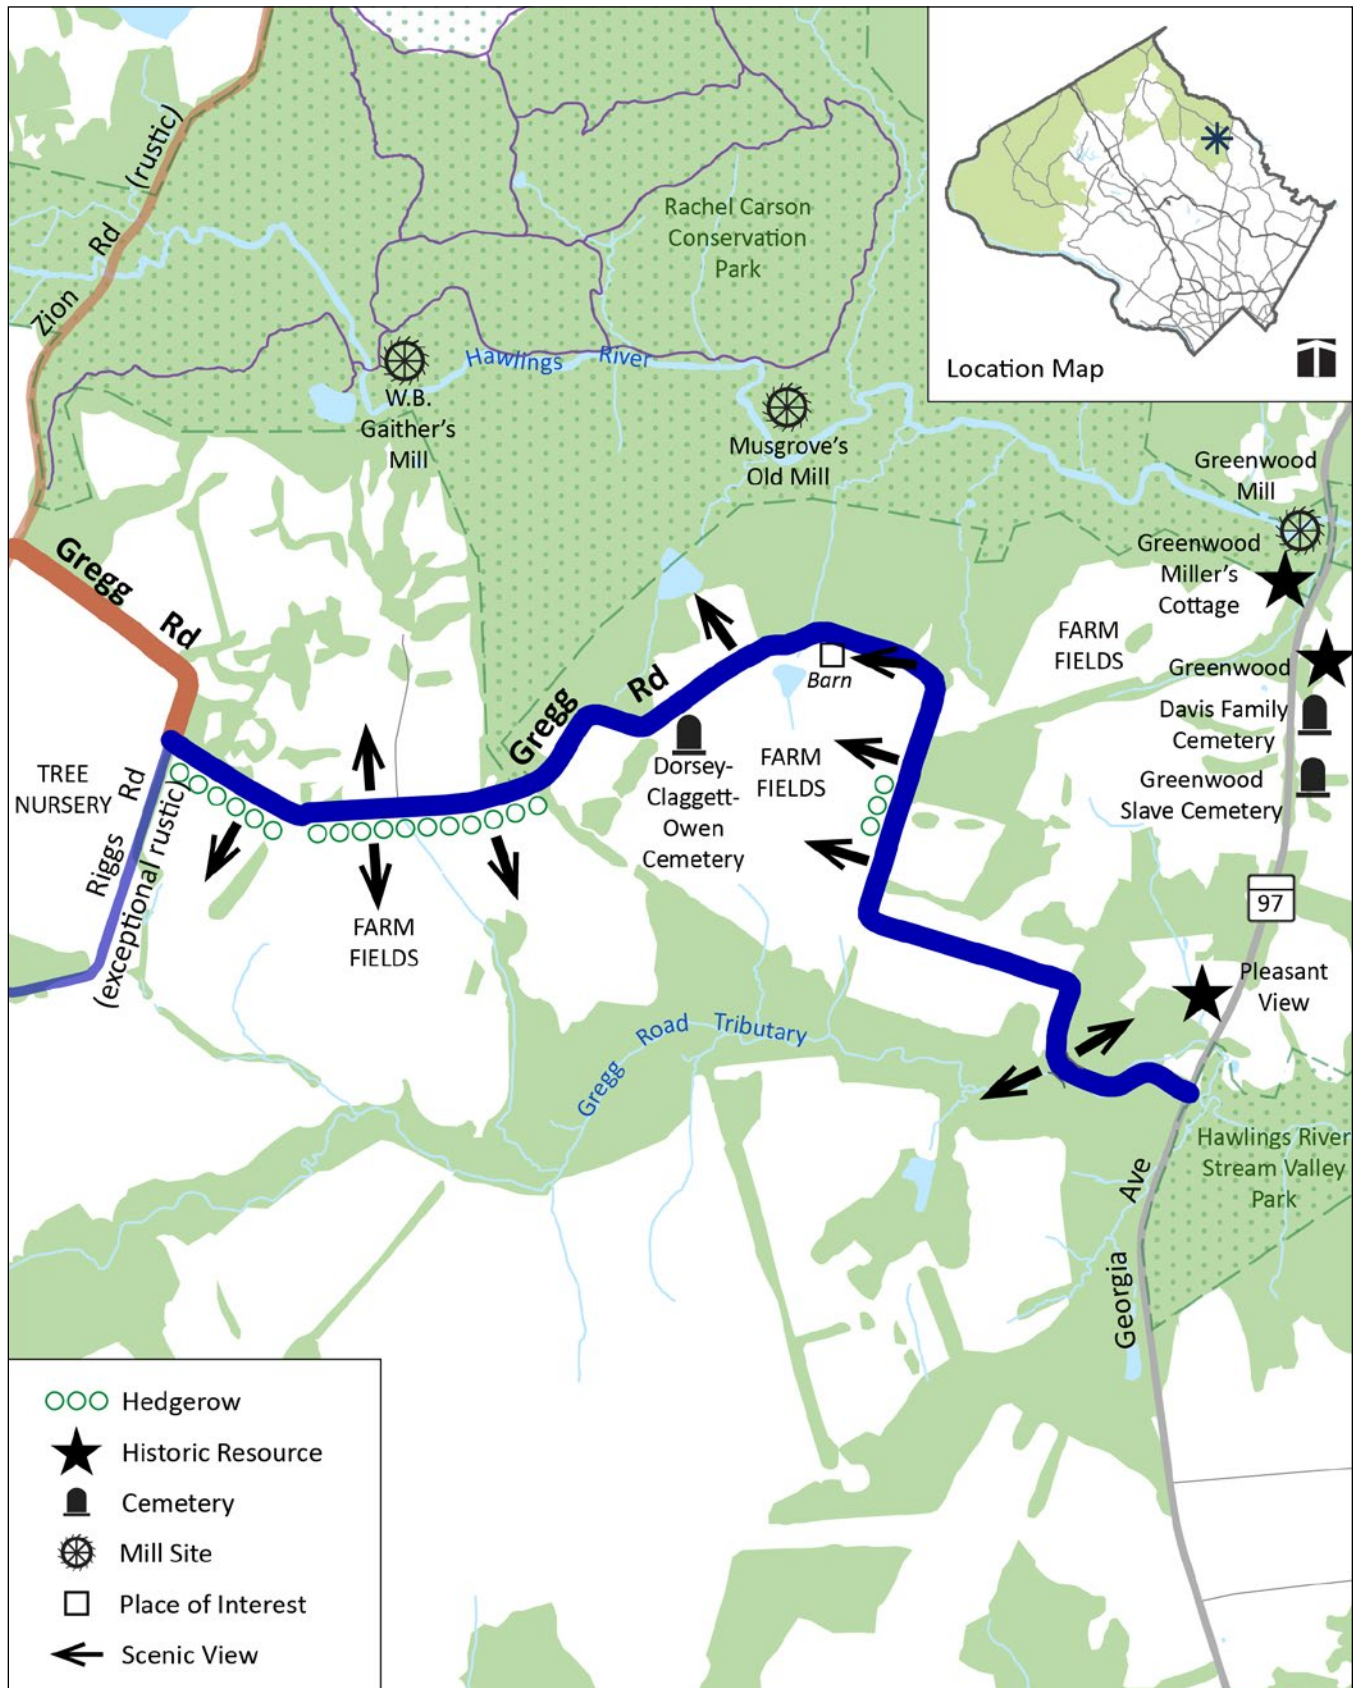 Zion Rd (rustic)
Rachel Carson
Conservation
Park
Location Map
Hawlings River
W.B.
Gaither's
Mill
Musgrove's
Old Mill
Greenwood
Mill
Greenwood
Miller's
Cottage
Gregg Rd
FARM
FIELDS
Greenwood
Gregg Rd
Barn
Davis Family
Cemetery
TREE
NURSERY
Riggs Rd
(exceptional rustic)
Dorsey-
Claggett-
Owen
Cemetery
FARM
FIELDS
Greenwood
Slave Cemetery
97
FARM
FIELDS
Pleasant
View
Gregg Road Tributary
Hawlings River
Stream Valley
Park
Georgia Ave
Hedgerow
Historic Resource
Cemetery
Mill Site
Place of Interest
Scenic View